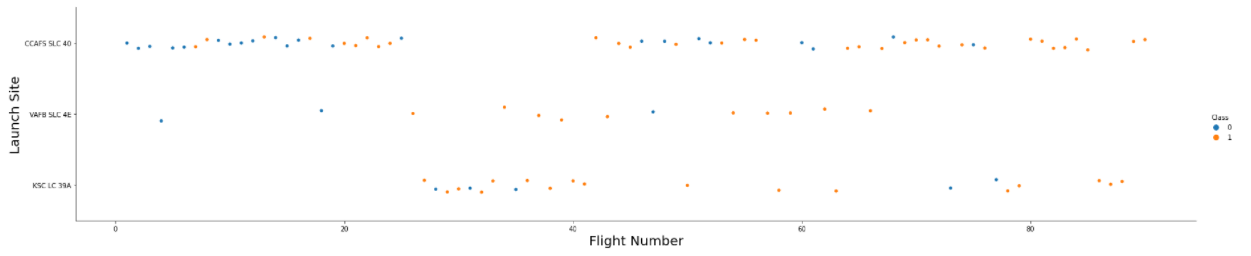 CCAFS SLC 40
VAFB SLC 4E
KSC LC 39A
Launch Site
0
20
40
60
80
Flight Number
Class
0
1